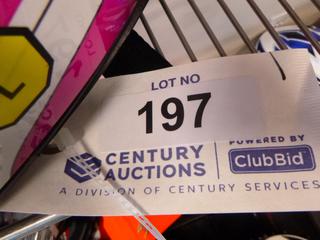 LOT NO
197
CENTURY AUCTIONS
POWERED BY
ClubBid
A DIVISION OF CENTURY SERVICES